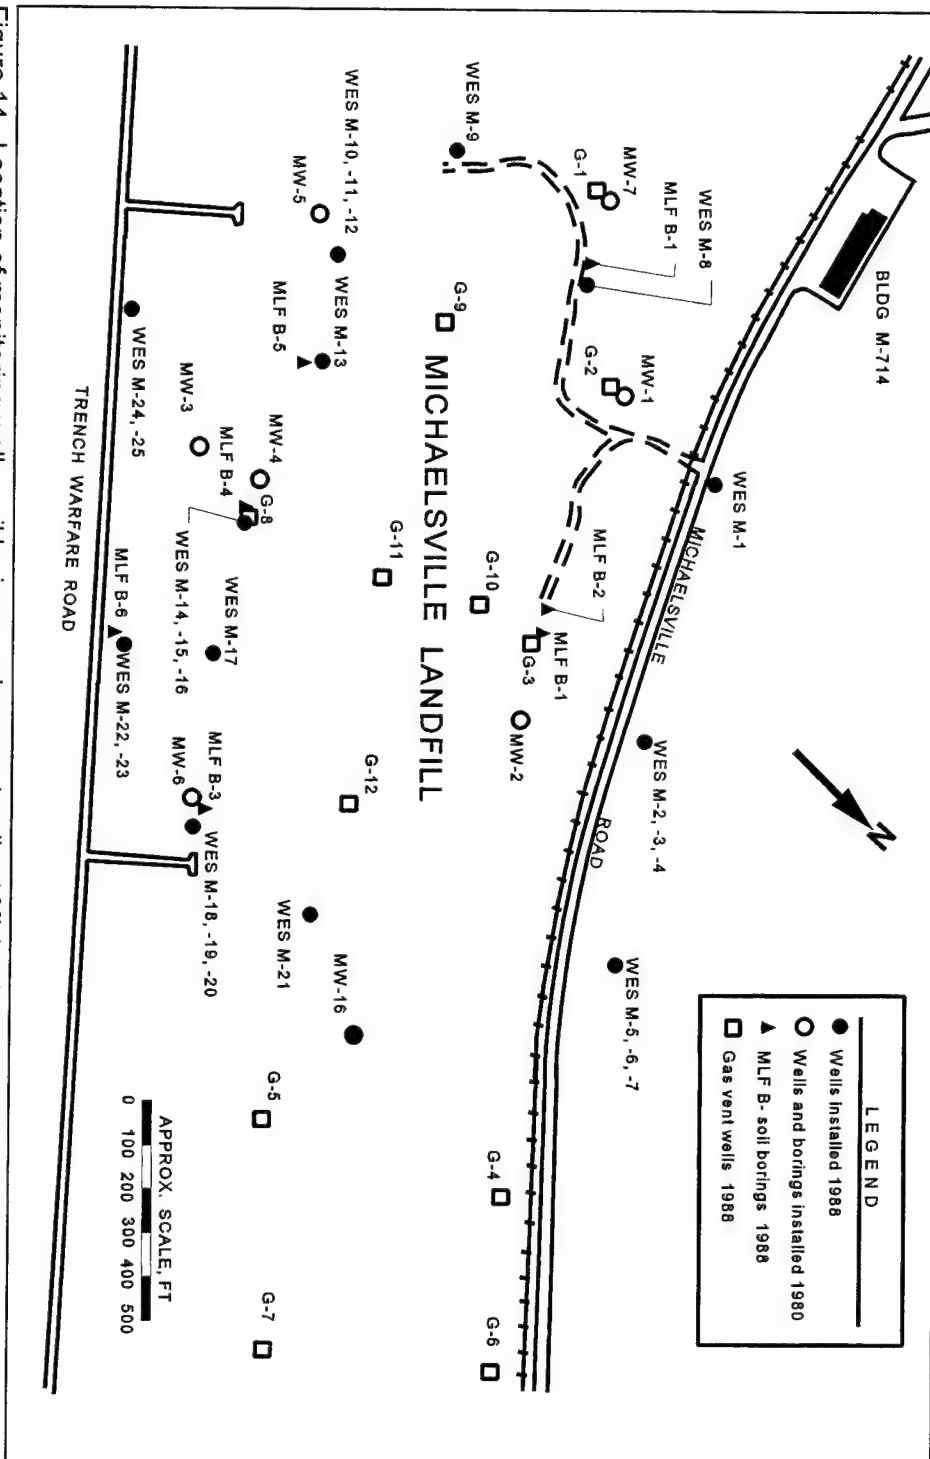 BLDG M-714
WES M-9
MW-7
G-1
WES M-8
MLF B-1
WES M-10, -11, -12
MW-5
WES M-13
MLF B-5
G-9
MW-1
G-2
WES M-1
MICHAELSVILLE
ROAD
MLF B-2
MLF B-1
G-3
MW-2
G-10
G-11
MICHAELSVILLE LANDFILL
WES M-2, -3, -4
WES M-5, -6, -7
N
WES M-24, -25
MW-3
MW-4
MLF B-4
G-8
WES M-14, -15, -16
WES M-17
MLF B-6
WES M-22, -23
MLF B-3
MW-6
WES M-18, -19, -20
G-12
WES M-21
MW-16
G-5
G-4
G-7
G-6
TRENCH WARFARE ROAD
LEGEND
Wells installed 1988
Wells and borings installed 1980
MLF B- soil borings 1988
Gas vent wells 1988
APPROX. SCALE, FT
0 100 200 300 400 500
Figure 14. Location of monitoring wells, soil borings, and